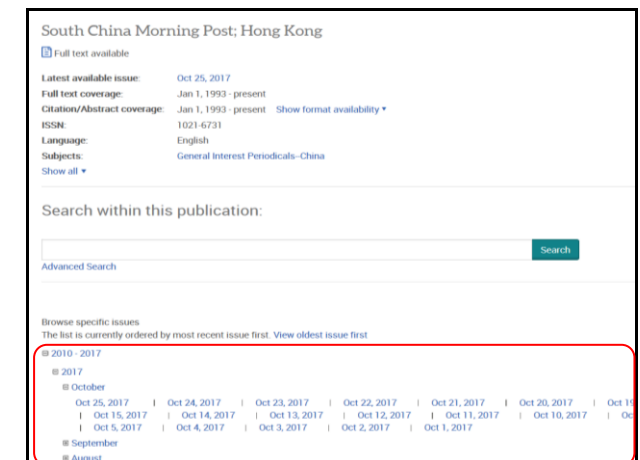 South China Morning Post; Hong Kong
Full text available
Latest available issue: Oct 25, 2017
Full text coverage: Jan 1, 1993 - present
Citation/Abstract coverage: Jan 1, 1993 - present Show format availability
ISSN: 1021-6731
Language: English
Subjects: General Interest Periodicals--China
Show all
Search within this publication:
Search
Advanced Search
Browse specific issues
The list is currently ordered by most recent issue first. View oldest issue first
2010 - 2017
2017
October
Oct 25, 2017 | Oct 24, 2017 | Oct 23, 2017 | Oct 22, 2017 | Oct 21, 2017 | Oct 20, 2017 | Oct 19
| Oct 15, 2017 | Oct 14, 2017 | Oct 13, 2017 | Oct 12, 2017 | Oct 11, 2017 | Oct 10, 2017 | Oc
| Oct 5, 2017 | Oct 4, 2017 | Oct 3, 2017 | Oct 2, 2017 | Oct 1, 2017
September
August